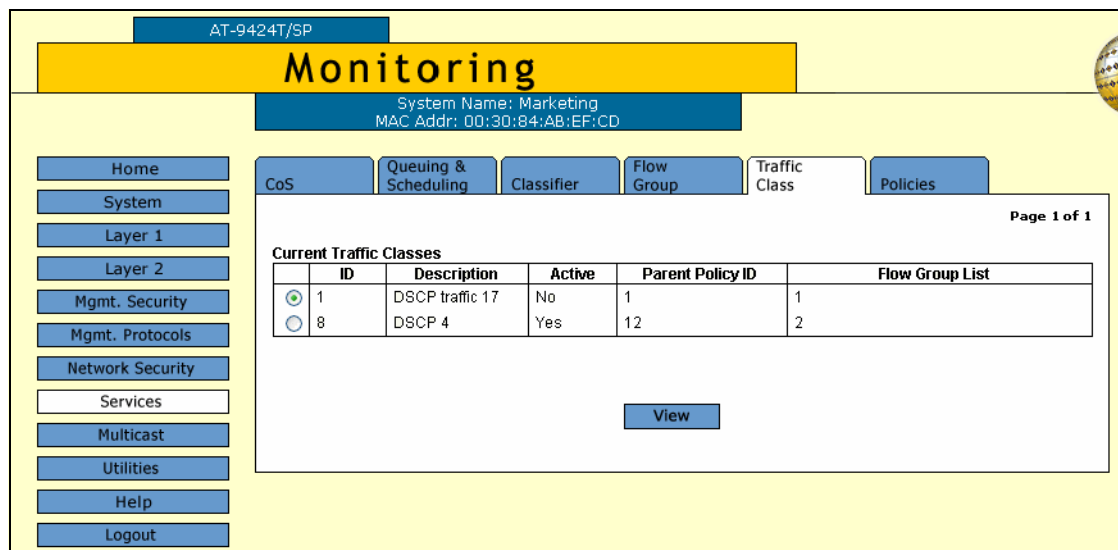 AT-9424T/SP
Monitoring
System Name: Marketing
MAC Addr: 00:30:84:AB:EF:CD
Home
System
Layer 1
Layer 2
Mgmt. Security
Mgmt. Protocols
Network Security
Services
Multicast
Utilities
Help
Logout
CoS
Queuing &
Scheduling
Classifier
Flow
Group
Traffic
Class
Policies
Page 1 of 1
Current Traffic Classes
ID Description Active Parent Policy ID Flow Group List
1 DSCP traffic 17 No 1 1
8 DSCP 4 Yes 12 2
View